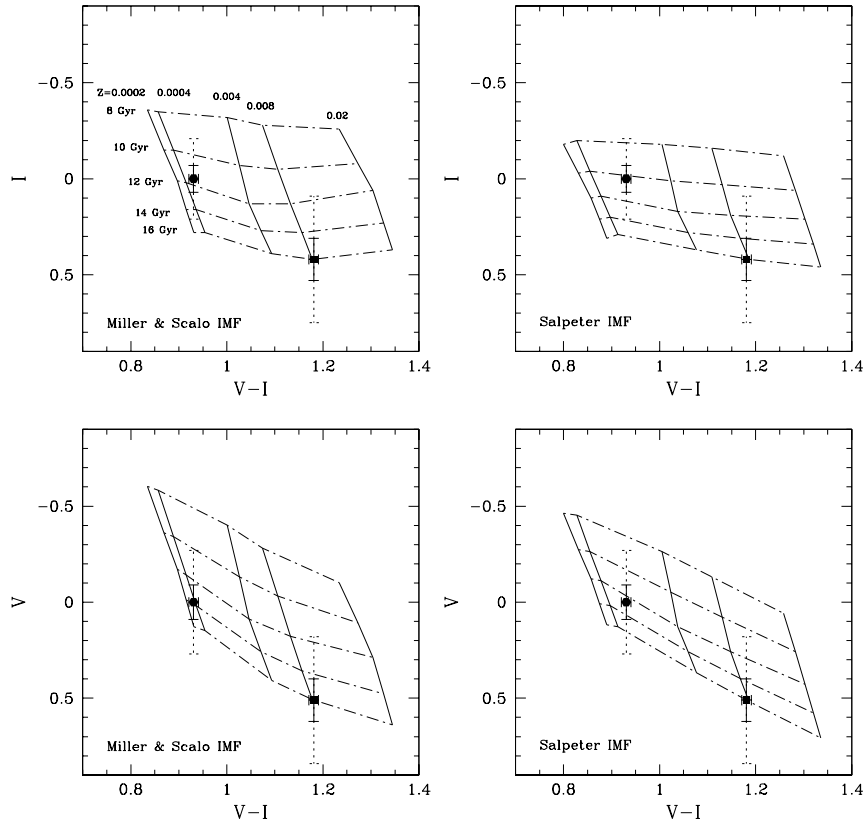 −0.5
0
0.5
I
Z=0.0002 0.0004
0.004
0.008
0.02
8 Gyr
10 Gyr
12 Gyr
14 Gyr
16 Gyr
Miller & Scalo IMF
0.8 1 1.2 1.4
V−I
−0.5
0
0.5
I
Salpeter IMF
0.8 1 1.2 1.4
V−I
−0.5
0
0.5
V
Miller & Scalo IMF
0.8 1 1.2 1.4
V−I
−0.5
0
0.5
V
Salpeter IMF
0.8 1 1.2 1.4
V−I